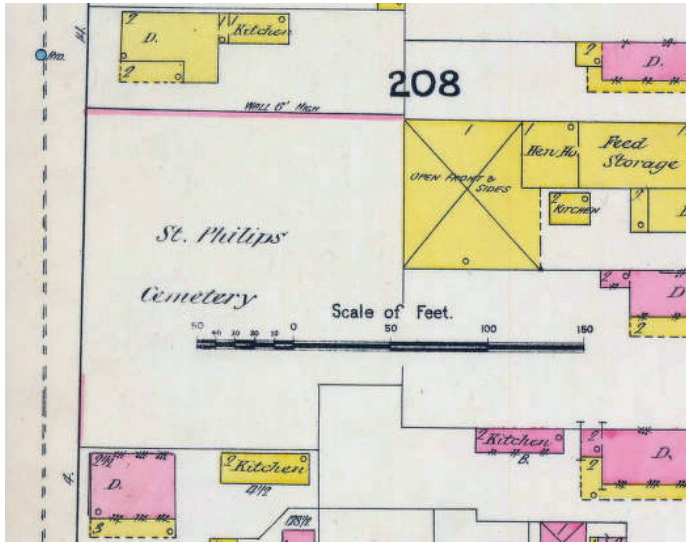 2
D.
Kitchen
HYD.
208
2
D.
WALL 6' HIGH
1
1
Hen Ho.
Feed
Storage
OPEN FRONT &
SIDES
2
KITCHEN
2
St. Philips
Cemetery
2
D.
2
Scale of Feet.
50 40 30 20 10 0 50 100 150
2½
D.
3
2 Kitchen
2 Kitchen
B.
2
2
D.